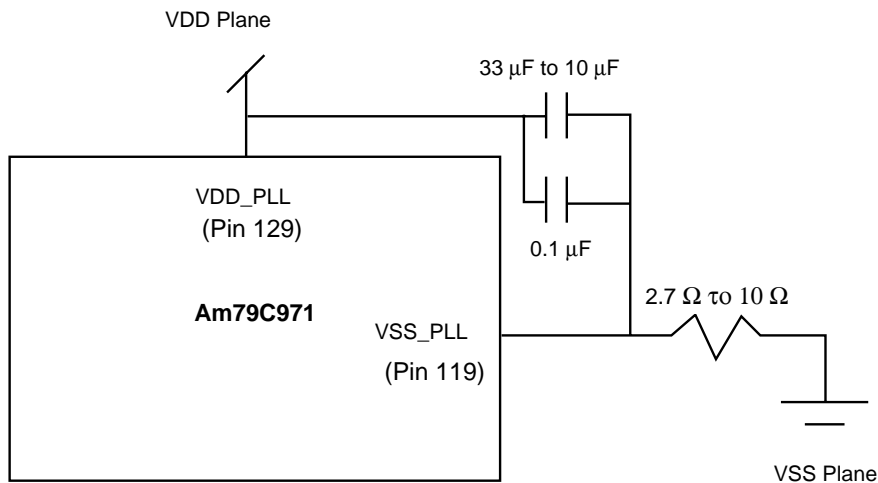 VDD Plane
33 µF to 10 µF
VDD_PLL
(Pin 129)
0.1 µF
2.7 Ω το 10 Ω
Am79C971
VSS_PLL
(Pin 119)
VSS Plane